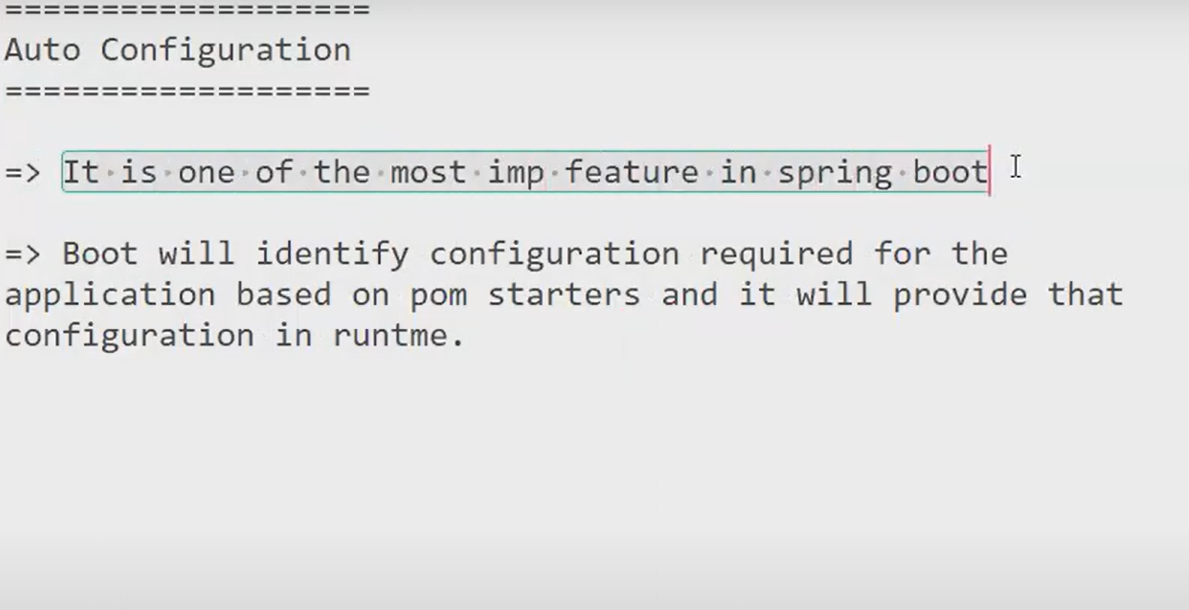 ===================
Auto Configuration
===================
=> It is one of the most imp feature in spring boot
=> Boot will identify configuration required for the
application based on pom starters and it will provide that
configuration in runtme.